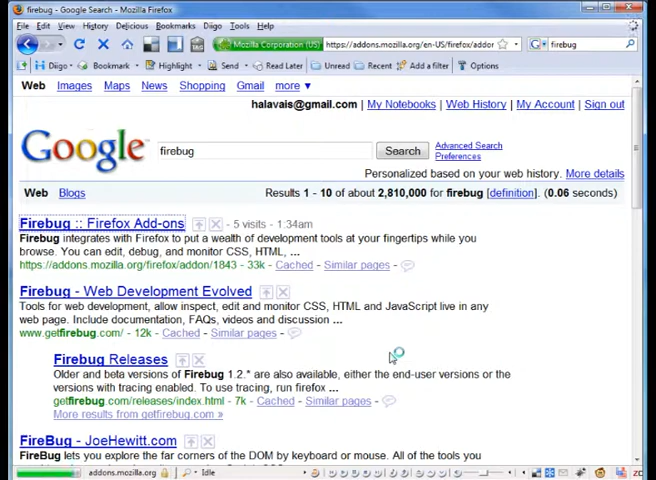 firebug - Google Search - Mozilla Firefox
File Edit View History Delicious Bookmarks Diigo Tools Help
Mozilla Corporation (US) https://addons.mozilla.org/en-US/firefox/addor firebug
Diigo Bookmark Highlight Send Read Later Unread Recent Add a filter Options
Web Images Maps News Shopping Gmail more ▼
halavais@gmail.com | My Notebooks | Web History | My Account | Sign out
Google firebug Search Advanced Search
Preferences
Personalized based on your web history. More details
Web Blogs Results 1 - 10 of about 2,810,000 for firebug [definition]. (0.06 seconds)
Firebug :: Firefox Add-ons - 5 visits - 1:34am
Firebug integrates with Firefox to put a wealth of development tools at your fingertips while you
browse. You can edit, debug, and monitor CSS, HTML, ...
https://addons.mozilla.org/firefox/addon/1843 - 33k - Cached - Similar pages -
Firebug - Web Development Evolved
Tools for web development, allow inspect, edit and monitor CSS, HTML and JavaScript live in any
web page. Include documentation, FAQs, videos and discussion ...
www.getfirebug.com/ - 12k - Cached - Similar pages -
Firebug Releases
Older and beta versions of Firebug 1.2.* are also available, either the end-user versions or the
versions with tracing enabled. To use tracing, run firefox ...
getfirebug.com/releases/index.html - 7k - Cached - Similar pages -
More results from getfirebug.com »
FireBug - JoeHewitt.com
FireBug lets you explore the far corners of the DOM by keyboard or mouse. All of the tools you
addons.mozilla.org Idle